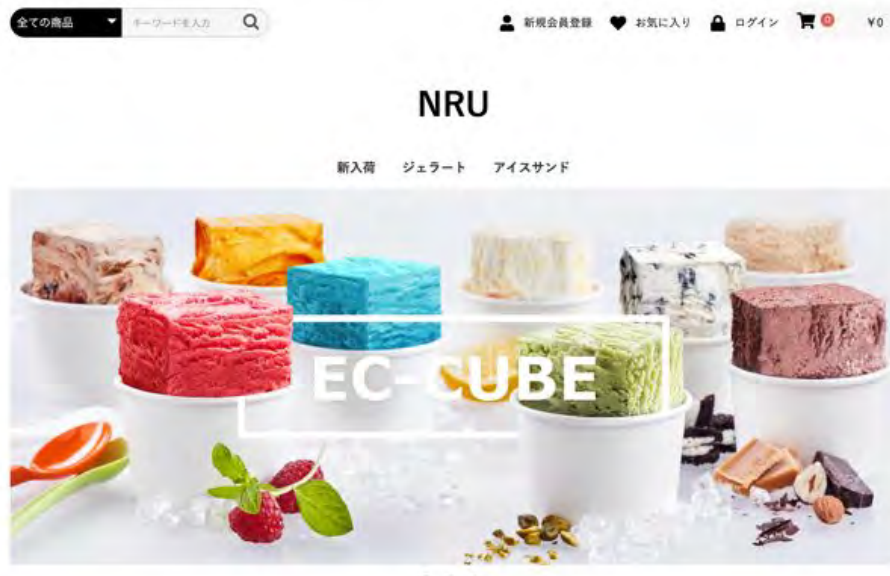 全ての商品
キーワードを入力
新規会員登録
お気に入り
ログイン
0
¥0
NRU
新入荷 ジェラート アイスサンド
EC-CUBE